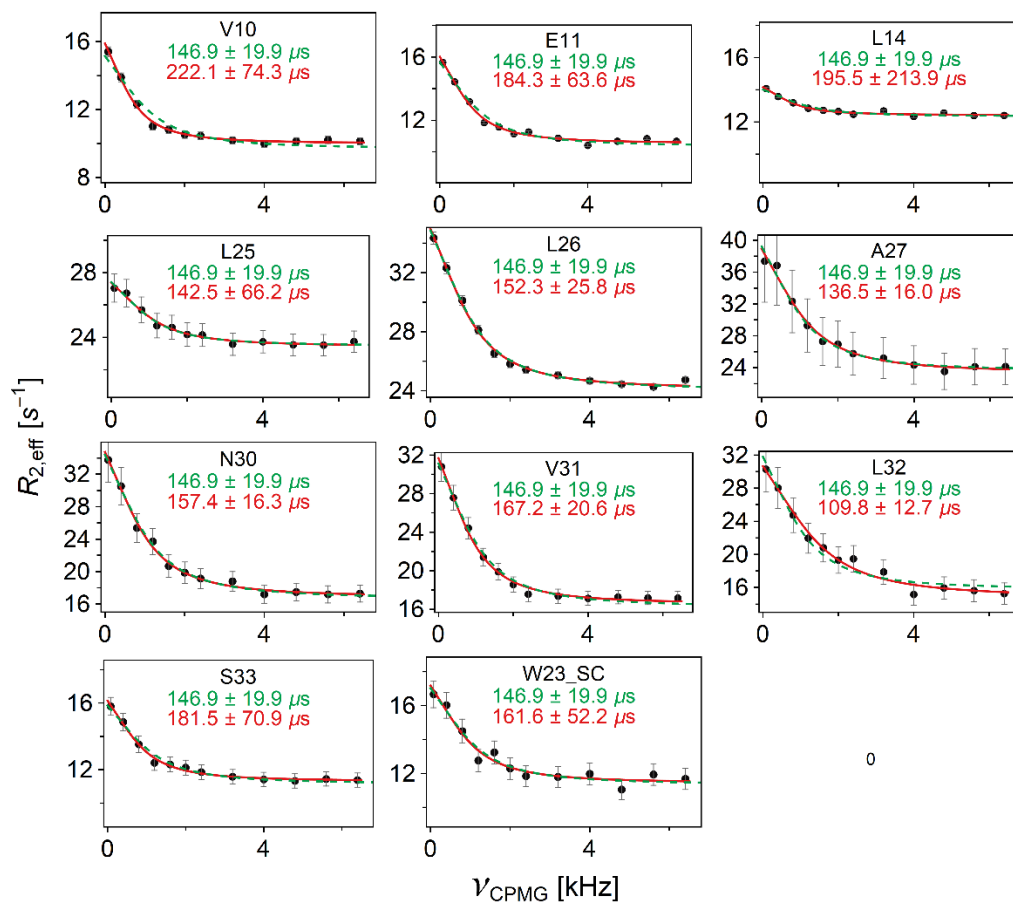 V10
146.9 ± 19.9 µs
222.1 ± 74.3 µs
16
12
8
0
4
E11
146.9 ± 19.9 µs
184.3 ± 63.6 µs
16
12
0
4
L14
146.9 ± 19.9 µs
195.5 ± 213.9 µs
16
12
0
4
L25
146.9 ± 19.9 µs
142.5 ± 66.2 µs
28
24
0
4
L26
146.9 ± 19.9 µs
152.3 ± 25.8 µs
32
28
24
0
4
A27
146.9 ± 19.9 µs
136.5 ± 16.0 µs
40
36
32
28
24
0
4
R2,eff [s−1]
N30
146.9 ± 19.9 µs
157.4 ± 16.3 µs
36
32
28
24
20
16
0
4
V31
146.9 ± 19.9 µs
167.2 ± 20.6 µs
32
28
24
20
16
0
4
L32
146.9 ± 19.9 µs
109.8 ± 12.7 µs
32
28
24
20
16
0
4
S33
146.9 ± 19.9 µs
181.5 ± 70.9 µs
16
12
0
4
W23_SC
146.9 ± 19.9 µs
161.6 ± 52.2 µs
16
12
0
4
0
νCPMG [kHz]